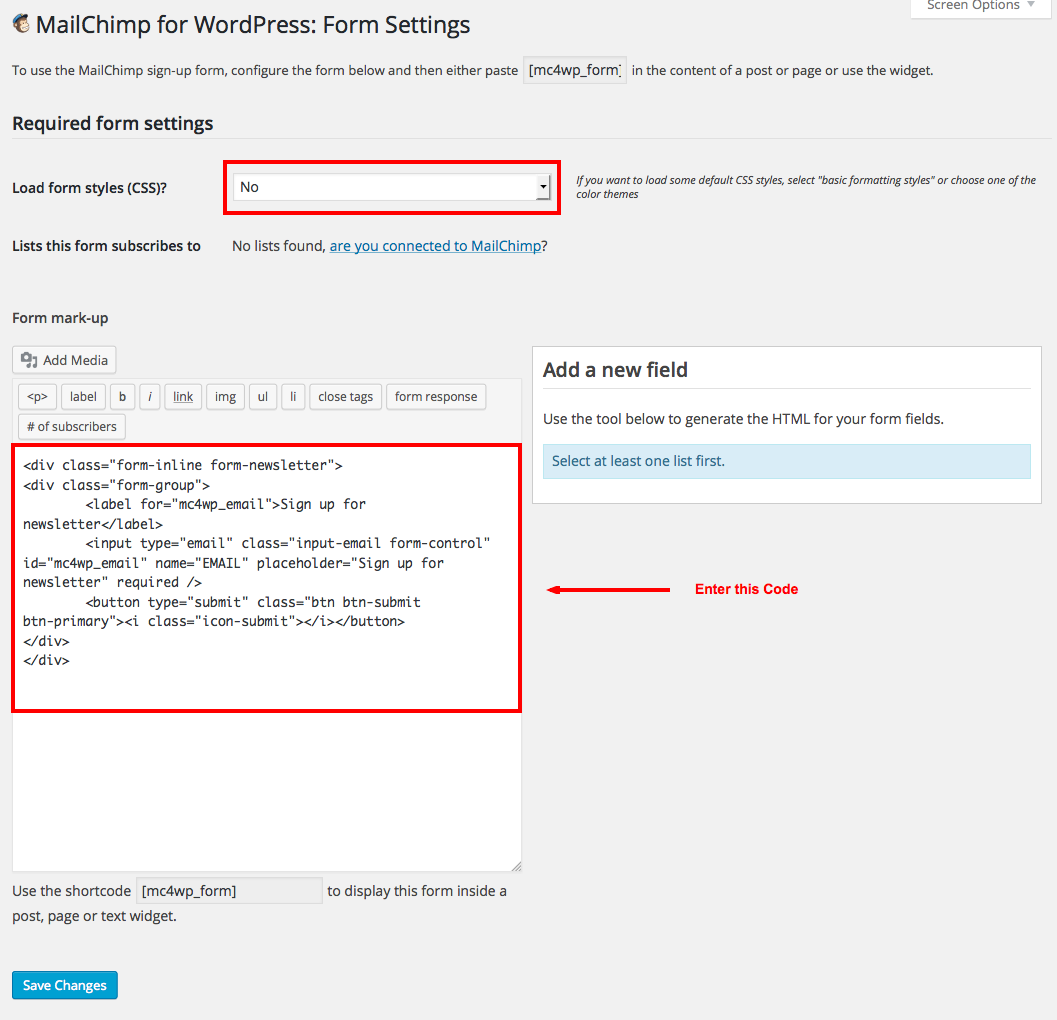 Screen Options
MailChimp for WordPress: Form Settings
To use the MailChimp sign-up form, configure the form below and then either paste [mc4wp_form] in the content of a post or page or use the widget.
Required form settings
Load form styles (CSS)?
No
If you want to load some default CSS styles, select "basic formatting styles" or choose one of the
color themes
Lists this form subscribes to
No lists found, are you connected to MailChimp?
Form mark-up
Add Media
<p> label b i link img ul li close tags form response
# of subscribers
<div class="form-inline form-newsletter">
<div class="form-group">
<label for="mc4wp_email">Sign up for
newsletter</label>
<input type="email" class="input-email form-control"
id="mc4wp_email" name="EMAIL" placeholder="Sign up for
newsletter" required />
<button type="submit" class="btn btn-submit
btn-primary"><i class="icon-submit"></i></button>
</div>
</div>
Add a new field
Use the tool below to generate the HTML for your form fields.
Select at least one list first.
Enter this Code
Use the shortcode [mc4wp_form] to display this form inside a
post, page or text widget.
Save Changes